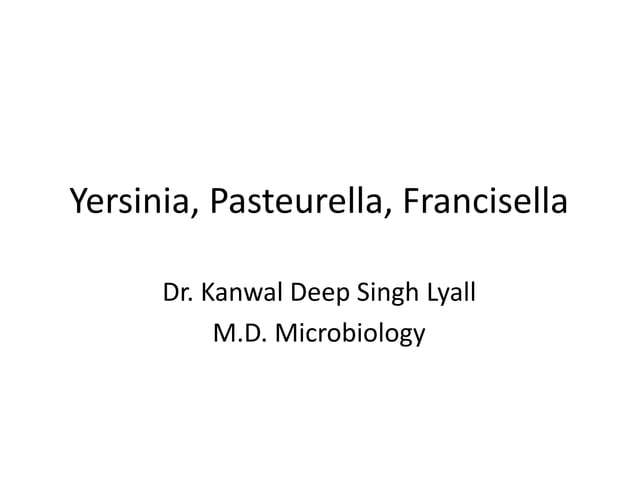 Yersinia, Pasteurella, Francisella
Dr. Kanwal Deep Singh Lyall
M.D. Microbiology